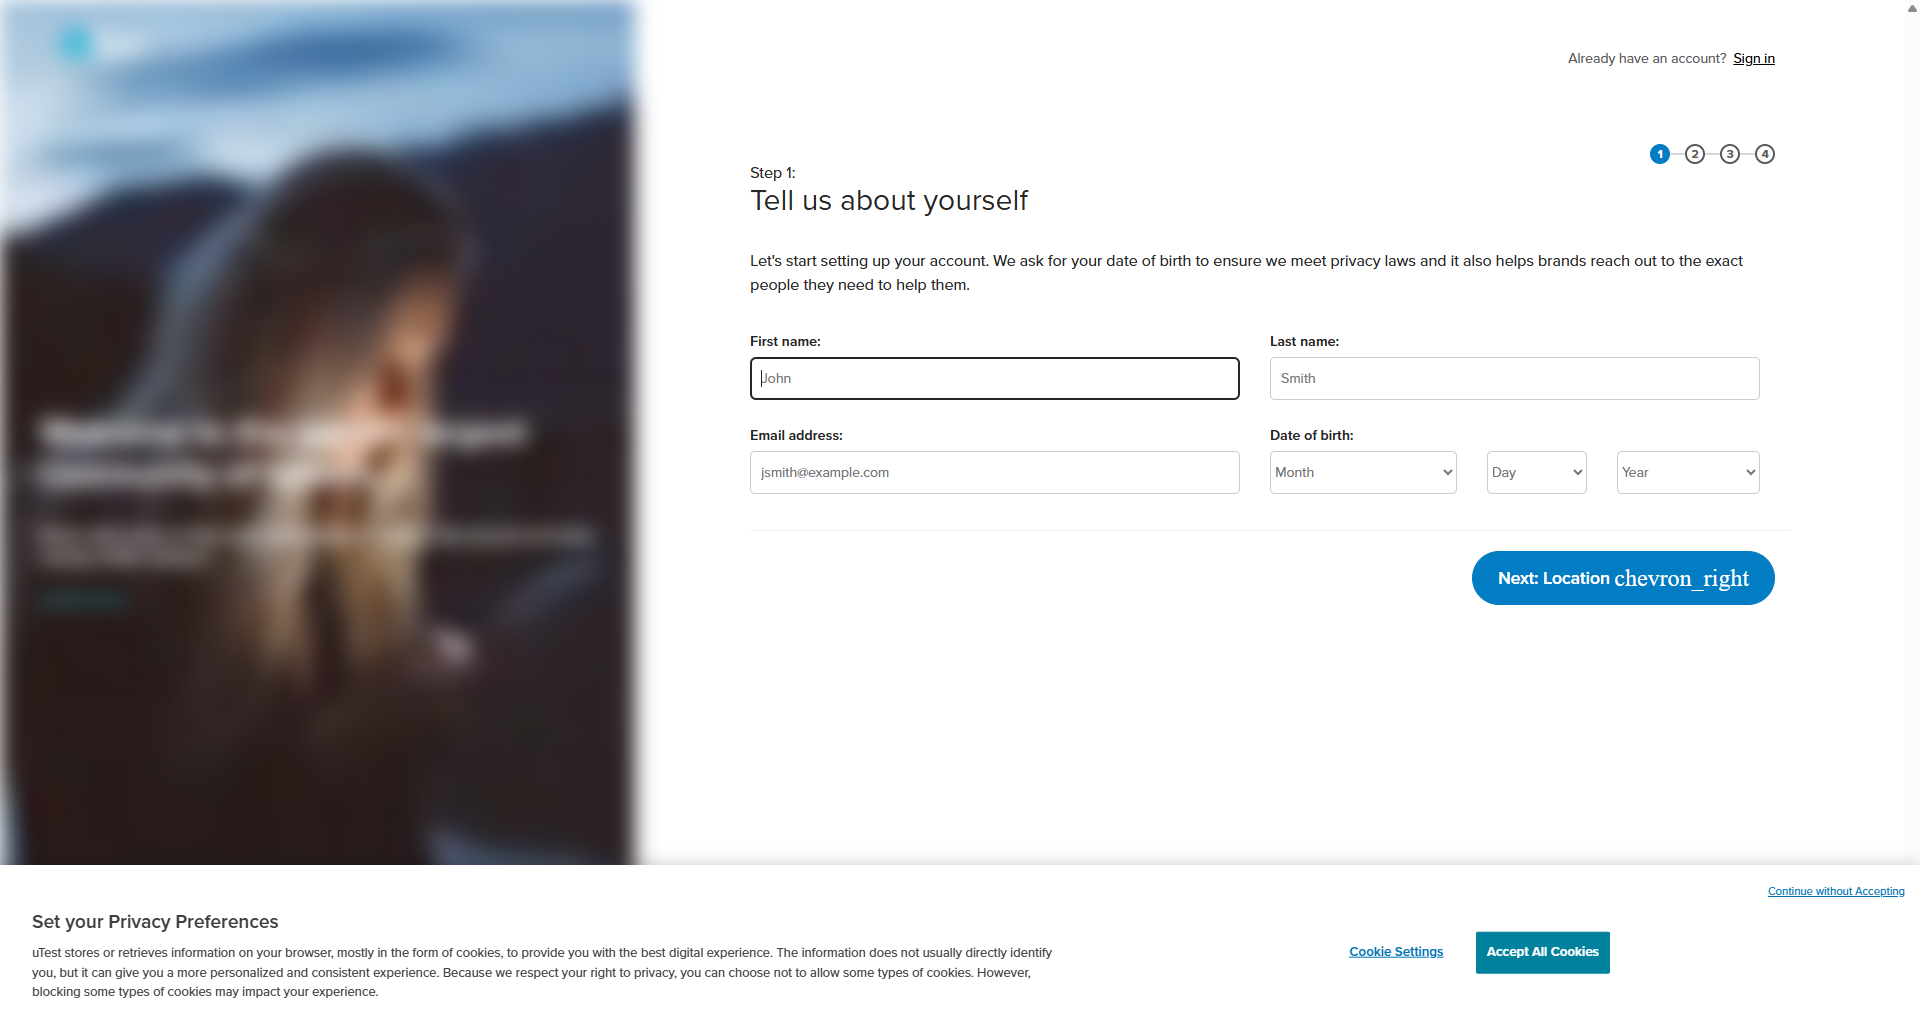 Already have an account? Sign in
1 2 3 4
Step 1:
Tell us about yourself
Let's start setting up your account. We ask for your date of birth to ensure we meet privacy laws and it also helps brands reach out to the exact
people they need to help them.
First name: Last name:
John Smith
Email address: Date of birth:
jsmith@example.com Month Day Year
Next: Location chevron_right
Continue without Accepting
Set your Privacy Preferences
uTest stores or retrieves information on your browser, mostly in the form of cookies, to provide you with the best digital experience. The information does not usually directly identify
you, but it can give you a more personalized and consistent experience. Because we respect your right to privacy, you can choose not to allow some types of cookies. However,
blocking some types of cookies may impact your experience.
Cookie Settings Accept All Cookies